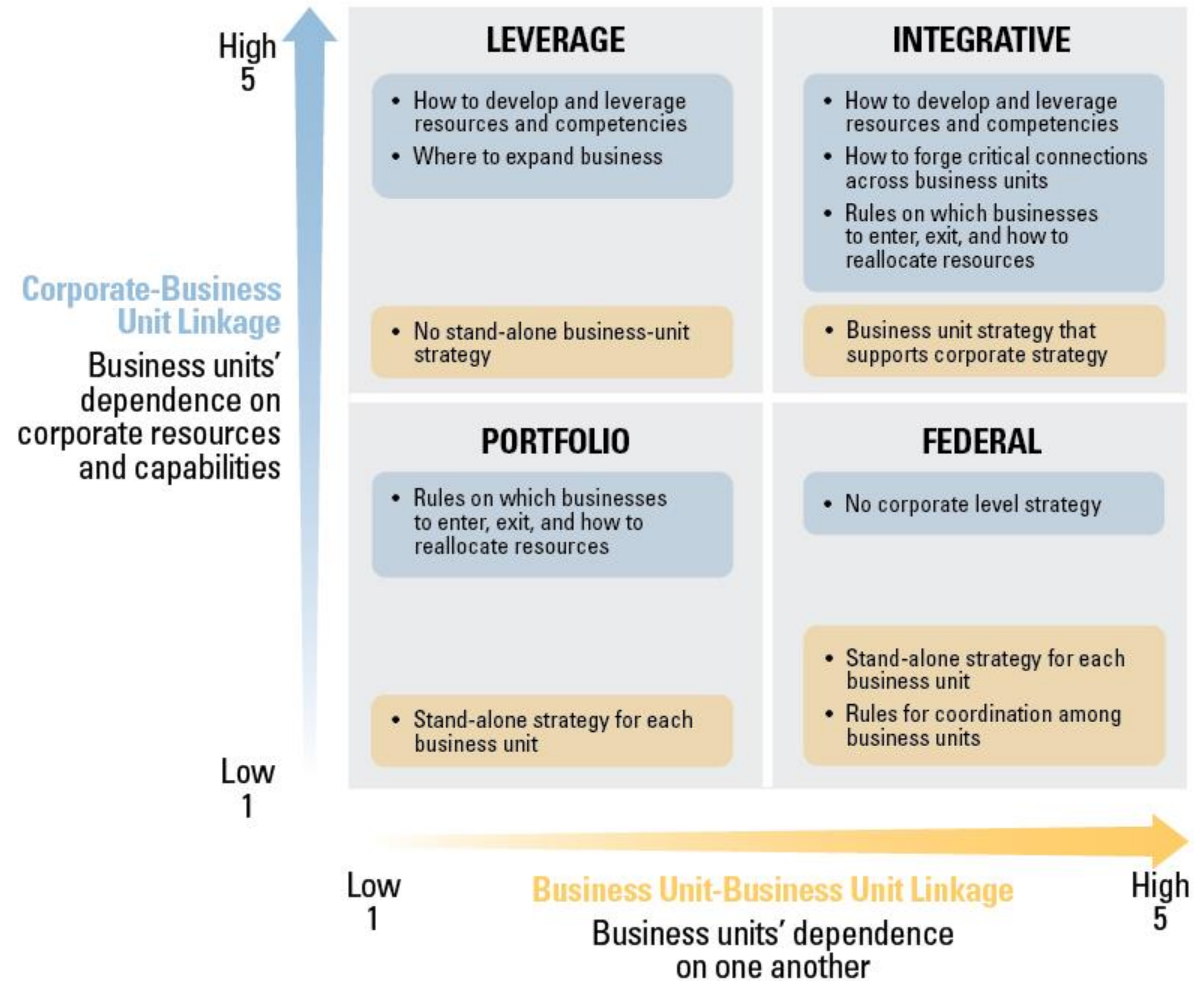 High
5
Corporate-Business
Unit Linkage
Business units’
dependence on
corporate resources
and capabilities
Low
1
LEVERAGE
• How to develop and leverage
resources and competencies
• Where to expand business
• No stand-alone business-unit
strategy
INTEGRATIVE
• How to develop and leverage
resources and competencies
• How to forge critical connections
across business units
• Rules on which businesses
to enter, exit, and how to
reallocate resources
• Business unit strategy that
supports corporate strategy
PORTFOLIO
• Rules on which businesses
to enter, exit, and how to
reallocate resources
• Stand-alone strategy for each
business unit
FEDERAL
• No corporate level strategy
• Stand-alone strategy for each
business unit
• Rules for coordination among
business units
Low
1
Business Unit-Business Unit Linkage
Business units’ dependence
on one another
High
5